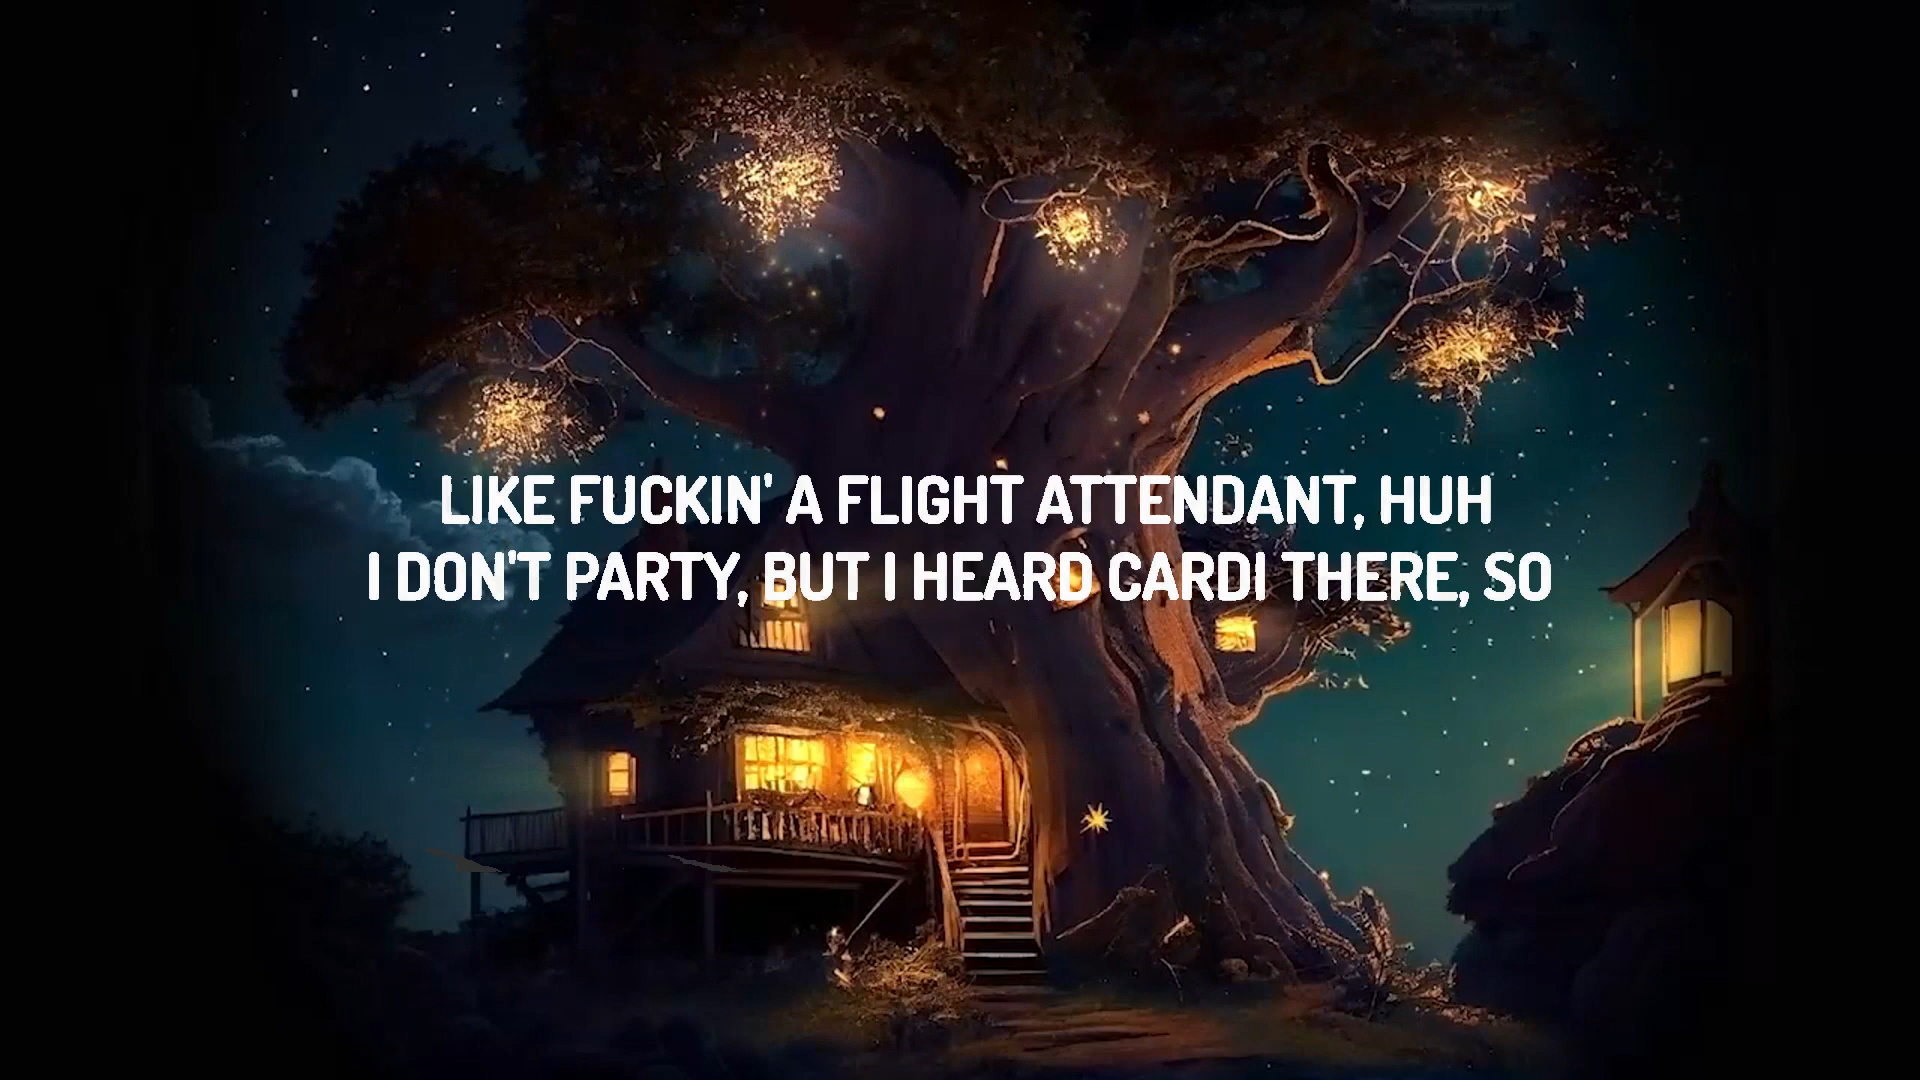 LIKE FUCKIN' A FLIGHT ATTENDANT, HUH
I DON'T PARTY, BUT I HEARD CARDI THERE, SO